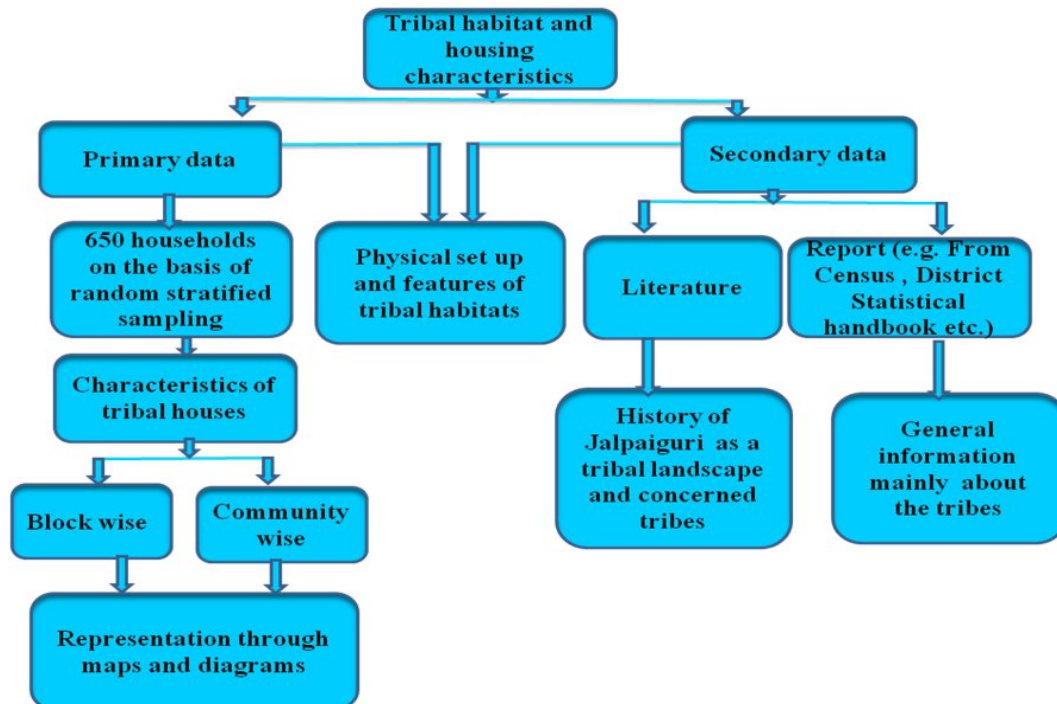 Tribal habitat and
housing
characteristics
Primary data
Secondary data
650 households
on the basis of
random stratified
sampling
Physical set up
and features of
tribal habitats
Literature
Report (e.g. From
Census , District
Statistical
handbook etc.)
Characteristics of
tribal houses
History of
Jalpaiguri as a
tribal landscape
and concerned
tribes
General
information
mainly about
the tribes
Block wise
Community
wise
Representation through
maps and diagrams